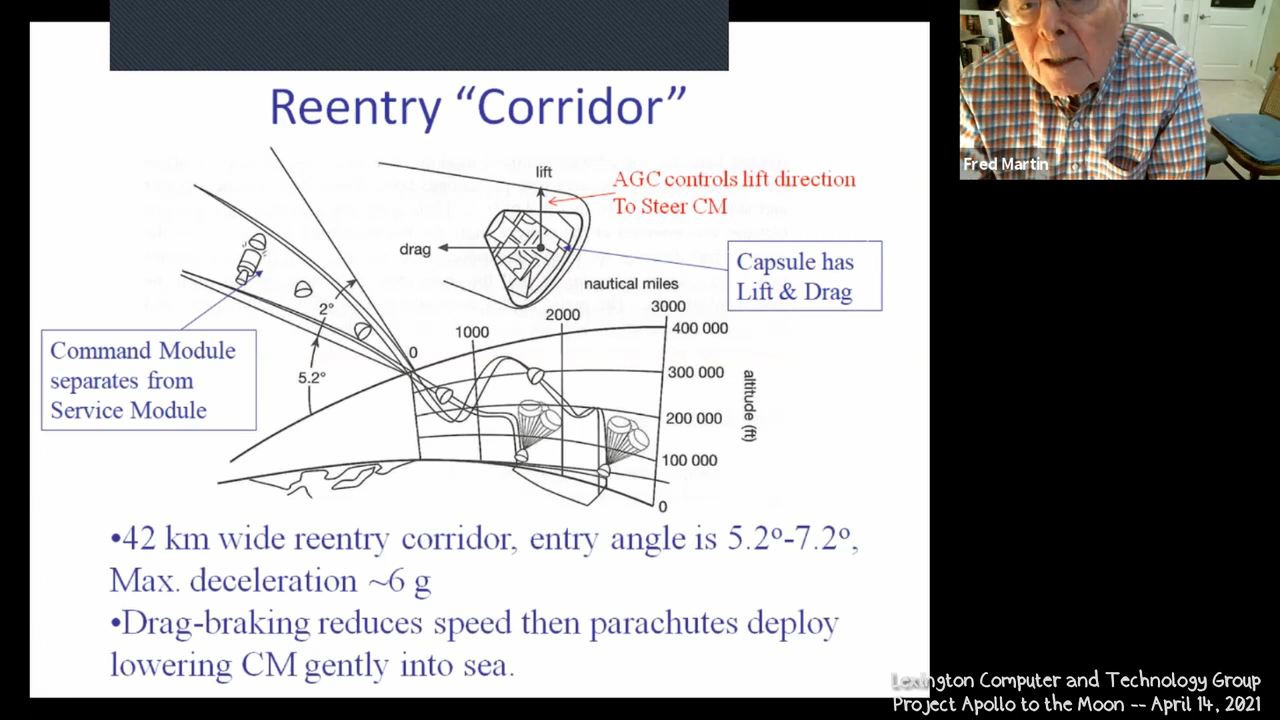 Reentry “Corridor”
lift
AGC controls lift direction
To Steer CM
drag
Capsule has
Lift & Drag
nautical miles
3000
2000
1000
0
2°
5.2°
400 000
300 000
200 000
100 000
0
altitude (ft)
Command Module
separates from
Service Module
•42 km wide reentry corridor, entry angle is 5.2º-7.2º,
Max. deceleration ~6 g
•Drag-braking reduces speed then parachutes deploy
lowering CM gently into sea.
Fred Martin
Lexington Computer and Technology Group
Project Apollo to the Moon -- April 14, 2021